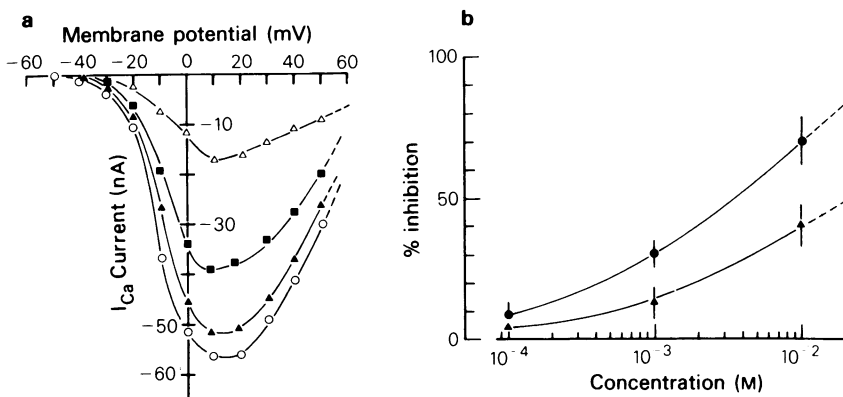 a
Membrane potential (mV)
−60 −40 −20 0 20 40 60
−10
−30
−50
−60
I_Ca Current (nA)
b
100
50
0
% inhibition
10⁻⁴ 10⁻³ 10⁻²
Concentration (M)